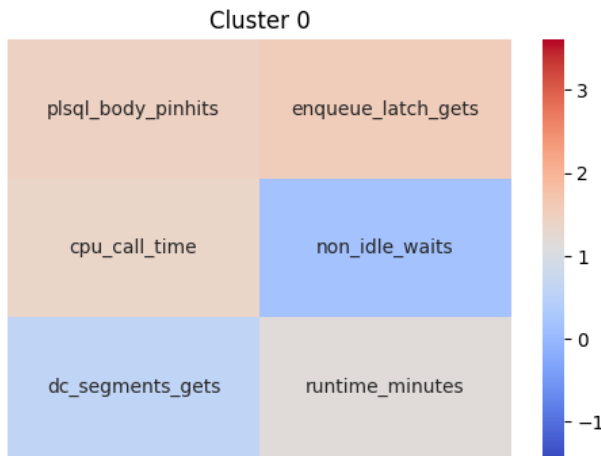 Cluster 0
plsql_body_pinhits enqueue_latch_gets
cpu_call_time non_idle_waits
dc_segments_gets runtime_minutes
3
2
1
0
−1